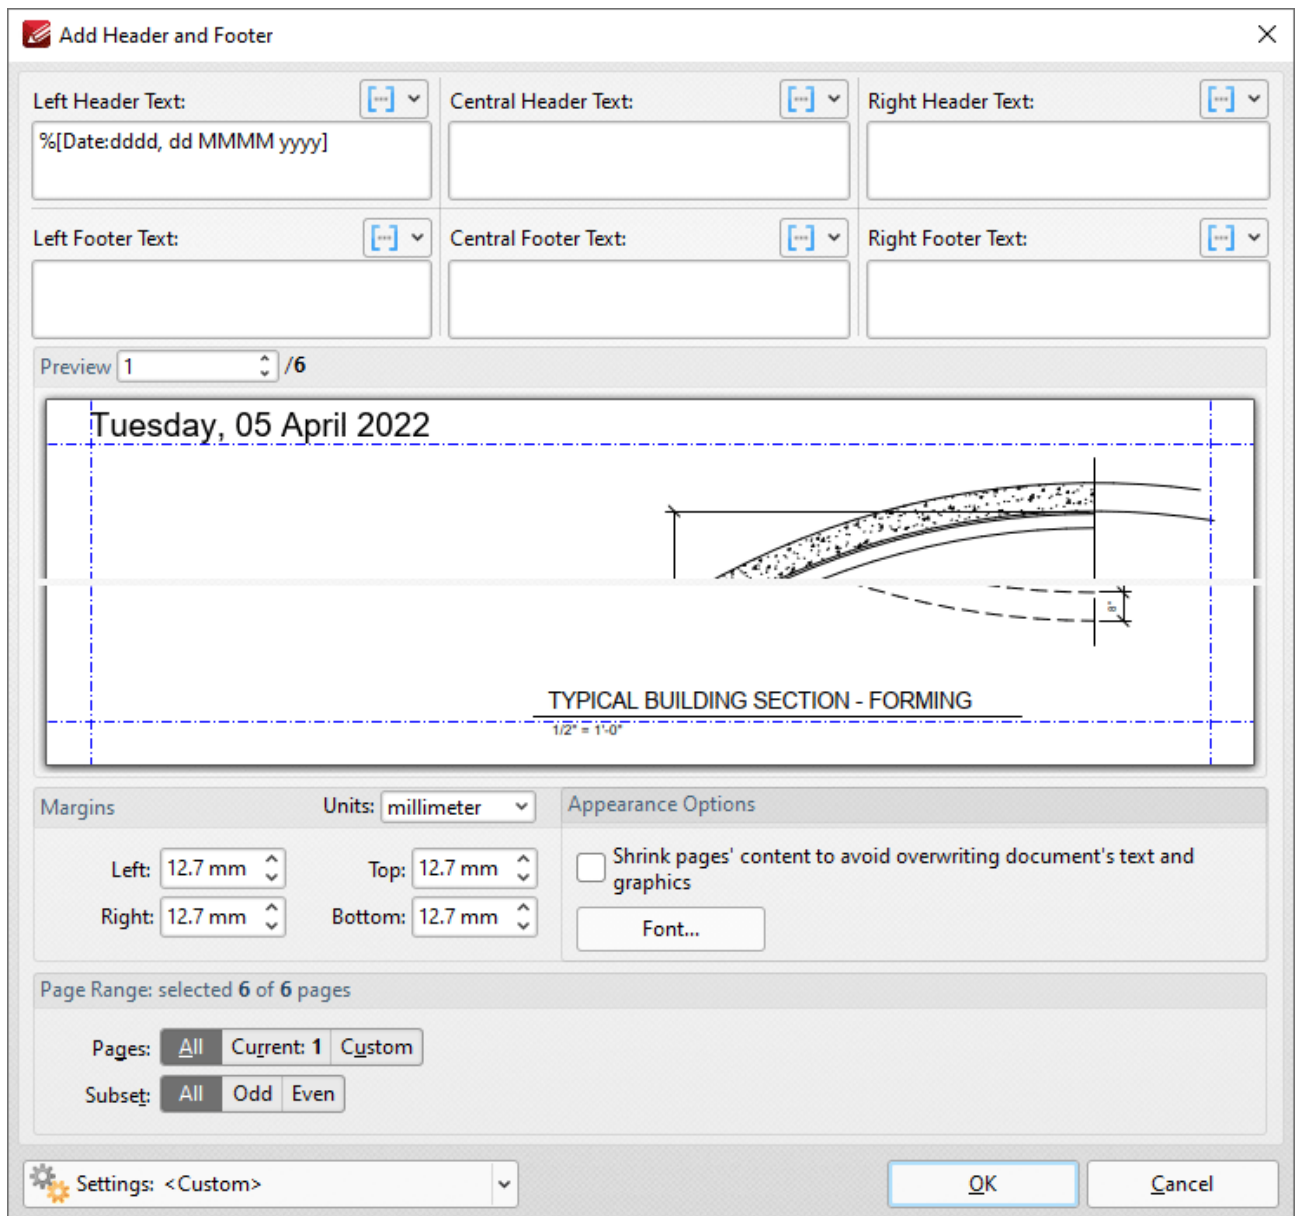 Add Header and Footer
Left Header Text:
Central Header Text:
Right Header Text:
%[Date:dddd, dd MMMM yyyy]
Left Footer Text:
Central Footer Text:
Right Footer Text:
Preview 1 /6
Tuesday, 05 April 2022
8"
TYPICAL BUILDING SECTION - FORMING
1/2" = 1'-0"
Margins
Units: millimeter
Left: 12.7 mm
Top: 12.7 mm
Right: 12.7 mm
Bottom: 12.7 mm
Appearance Options
Shrink pages' content to avoid overwriting document's text and
graphics
Font...
Page Range: selected 6 of 6 pages
Pages: All Current: 1 Custom
Subset: All Odd Even
Settings: <Custom>
OK
Cancel